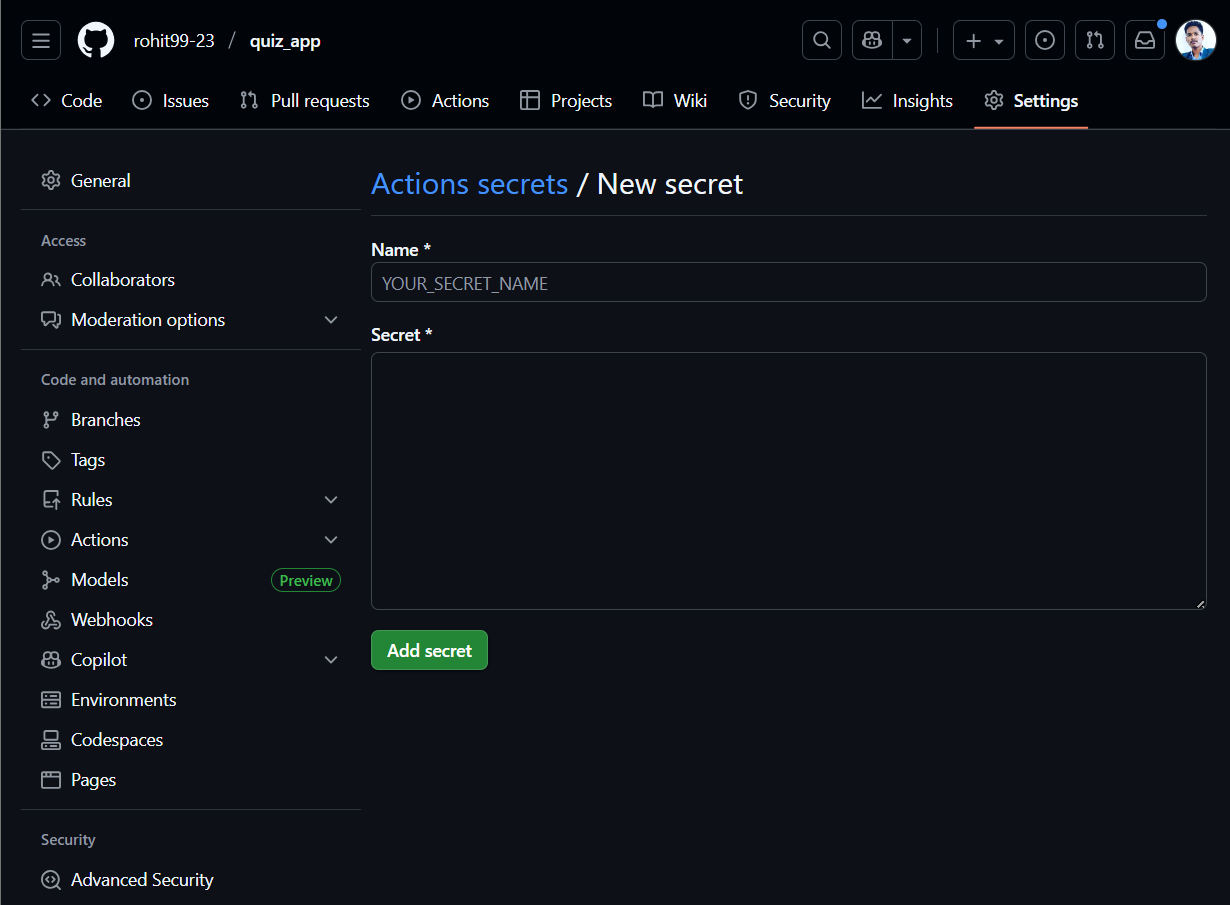 rohit99-23 / quiz_app
Code Issues Pull requests Actions Projects Wiki Security Insights Settings
General
Access
Collaborators
Moderation options
Code and automation
Branches
Tags
Rules
Actions
Models Preview
Webhooks
Copilot
Environments
Codespaces
Pages
Security
Advanced Security
Actions secrets / New secret
Name *
YOUR_SECRET_NAME
Secret *
Add secret